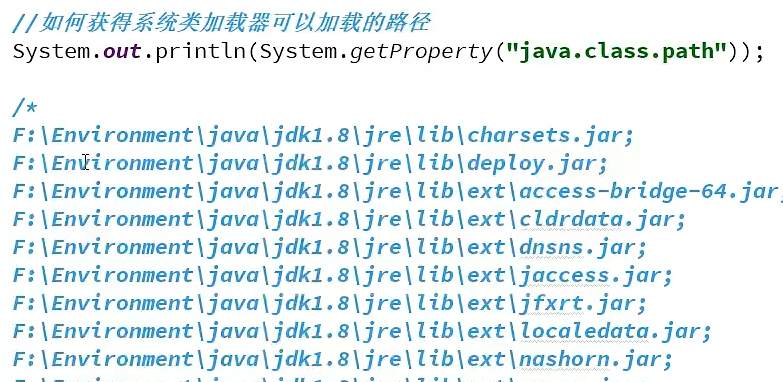 //如何获得系统类加载器可以加载的路径
System.out.println(System.getProperty("java.class.path"));
/*
F:\Environment\java\jdk1.8\jre\lib\charsets.jar;
F:\Environment\java\jdk1.8\jre\lib\deploy.jar;
F:\Environment\java\jdk1.8\jre\lib\ext\access-bridge-64.jar;
F:\Environment\java\jdk1.8\jre\lib\ext\cldrdata.jar;
F:\Environment\java\jdk1.8\jre\lib\ext\dnsns.jar;
F:\Environment\java\jdk1.8\jre\lib\ext\jaccess.jar;
F:\Environment\java\jdk1.8\jre\lib\ext\jfxrt.jar;
F:\Environment\java\jdk1.8\jre\lib\ext\localedata.jar;
F:\Environment\java\jdk1.8\jre\lib\ext\nashorn.jar;